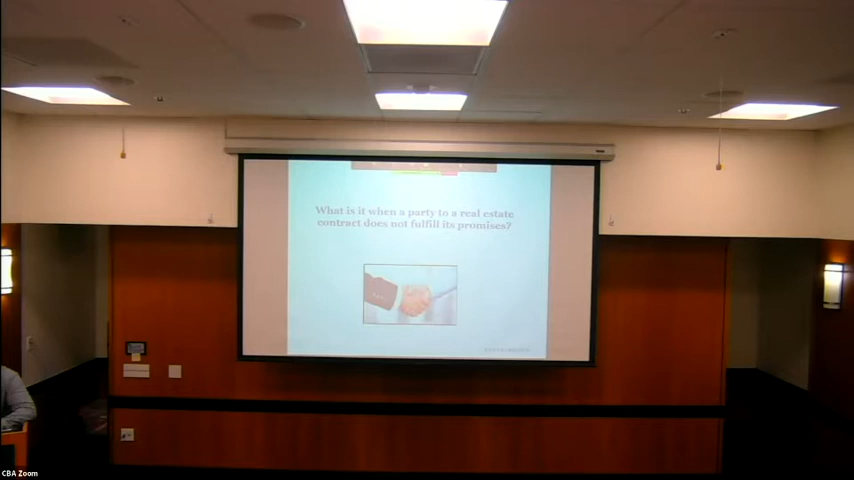 What is it when a party to a real estate
contract does not fulfill its promises?
CBA Zoom